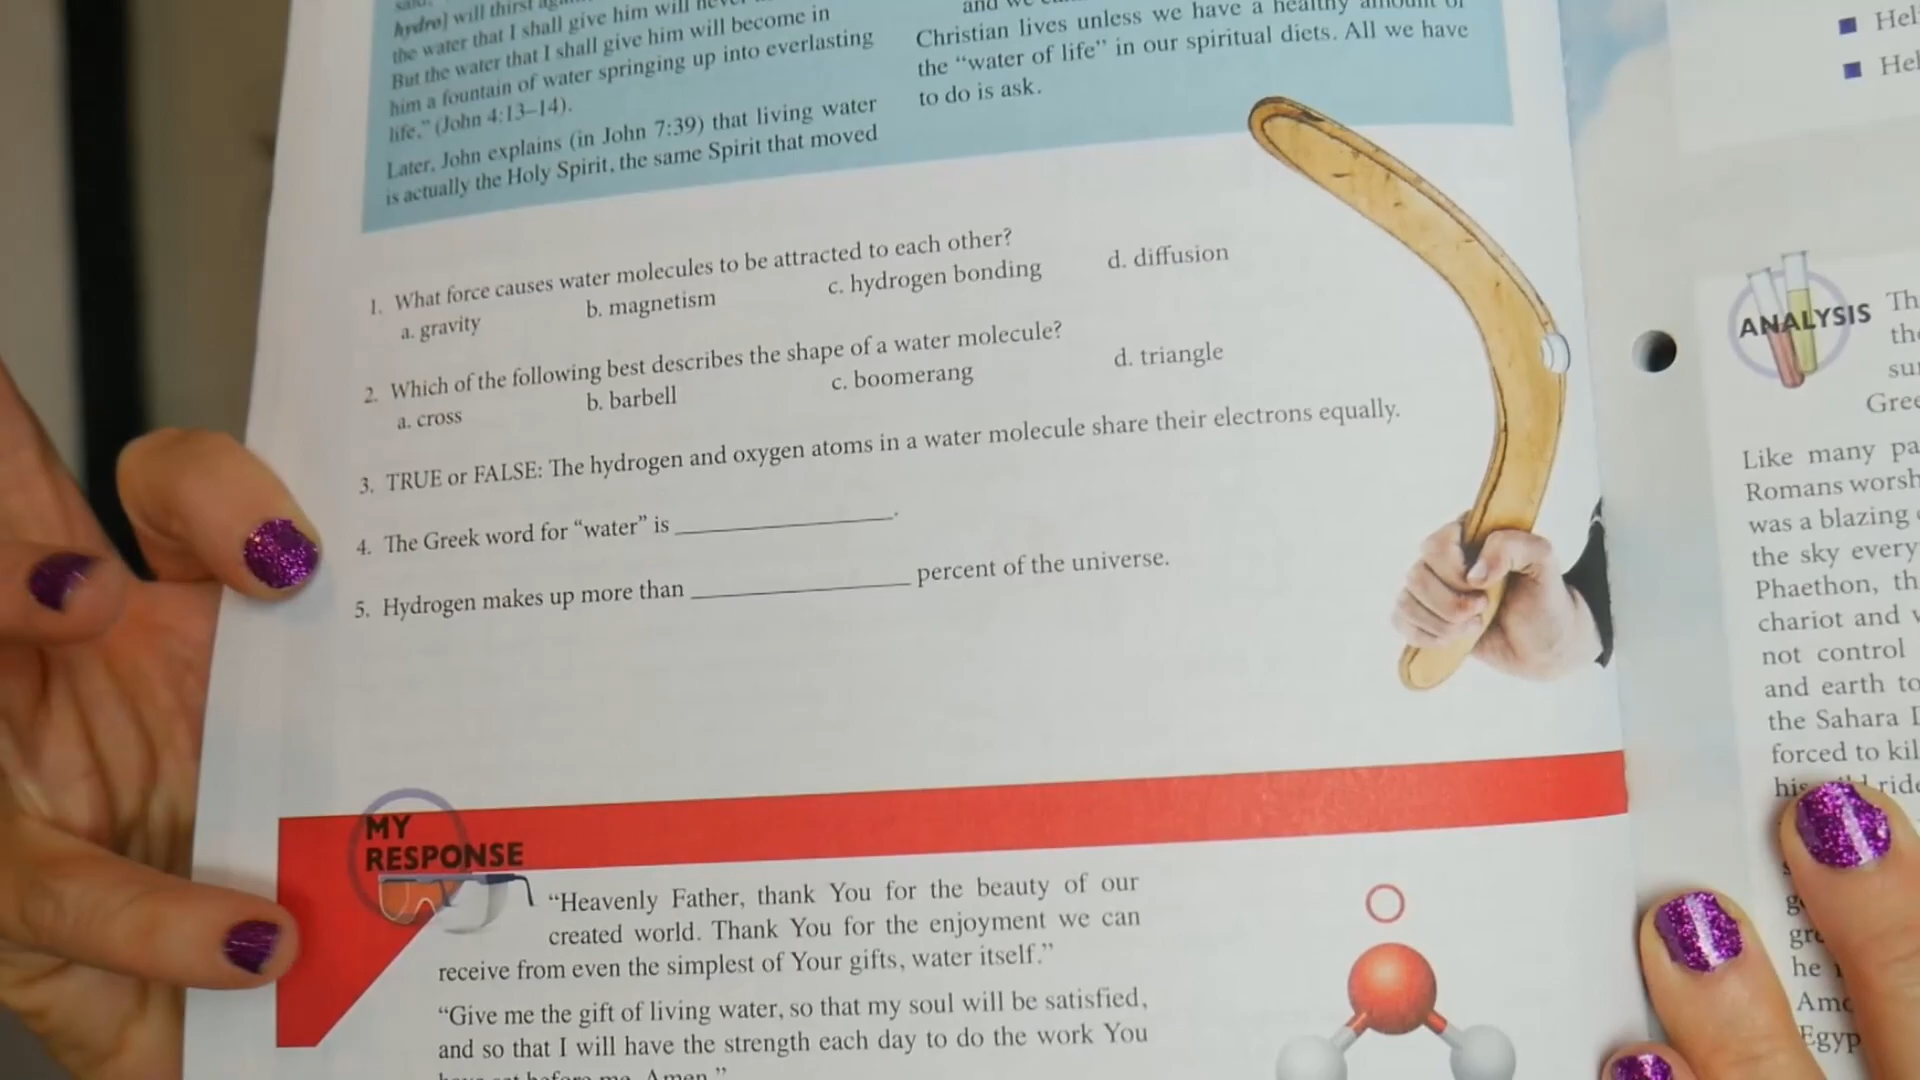 hydro] will thirst
the water that I shall give him will never
But the water that I shall give him will become in
him a fountain of water springing up into everlasting
life." (John 4:13–14).
Later, John explains (in John 7:39) that living water
is actually the Holy Spirit, the same Spirit that moved
and we
Christian lives unless we have a healthy amount of
the “water of life” in our spiritual diets. All we have
to do is ask.
1. What force causes water molecules to be attracted to each other?
a. gravity b. magnetism c. hydrogen bonding d. diffusion
2. Which of the following best describes the shape of a water molecule?
a. cross b. barbell c. boomerang d. triangle
3. TRUE or FALSE: The hydrogen and oxygen atoms in a water molecule share their electrons equally.
4. The Greek word for “water” is ____________.
5. Hydrogen makes up more than ____________ percent of the universe.
MY
RESPONSE
“Heavenly Father, thank You for the beauty of our
created world. Thank You for the enjoyment we can
receive from even the simplest of Your gifts, water itself.”
“Give me the gift of living water, so that my soul will be satisfied,
and so that I will have the strength each day to do the work You
Amen.”
O
Hel
Hel
ANALYSIS
Th
the
su
Gree
Like many pa
Romans worsh
was a blazing
the sky every
Phaethon, th
chariot and
not control
and earth to
the Sahara
forced to kil
his ride
gr
he
Am
Egyp